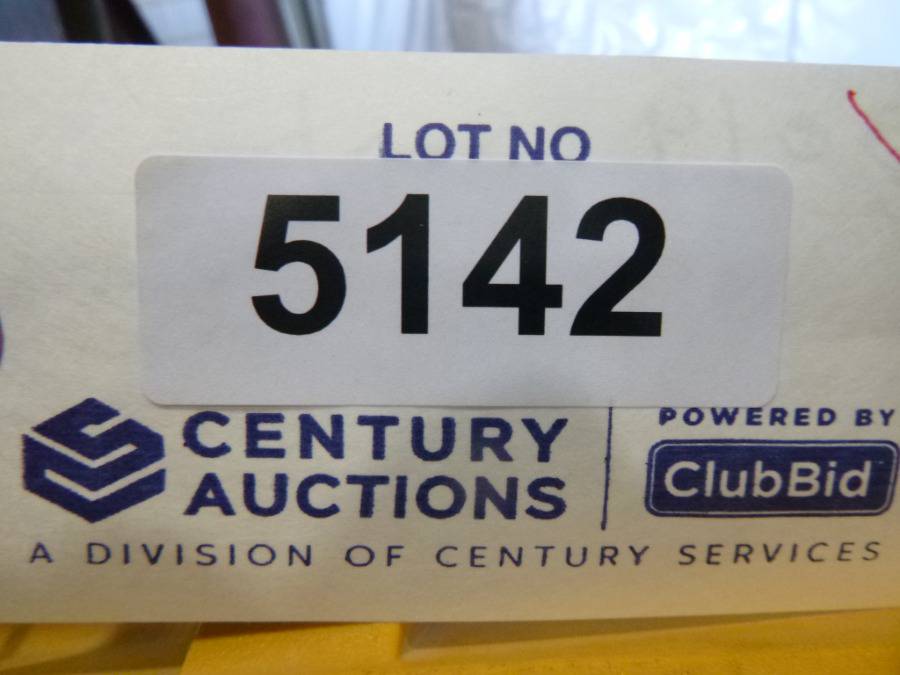 LOT NO
5142
CENTURY
AUCTIONS
POWERED BY
ClubBid
A DIVISION OF CENTURY SERVICES